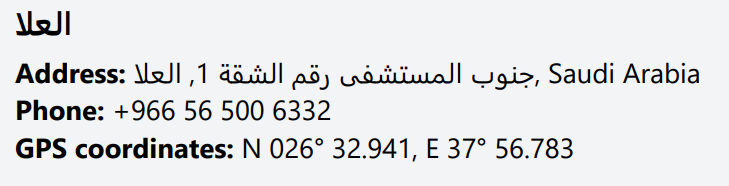 العلا
Address: جنوب المستشفى رقم الشقة 1, العلا, Saudi Arabia
Phone: +966 56 500 6332
GPS coordinates: N 026° 32.941, E 37° 56.783